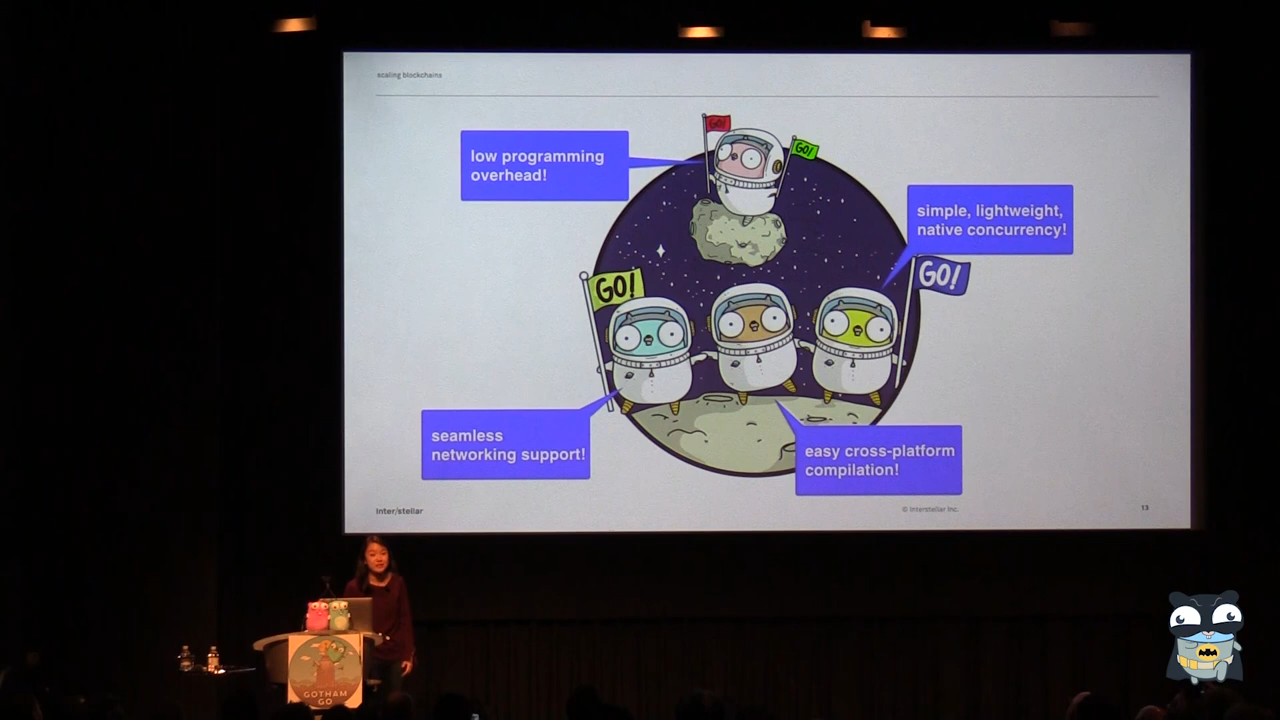 scaling blockchains
GO!
GO!
low programming
overhead!
simple, lightweight,
native concurrency!
GO!
GO!
seamless
networking support!
easy cross-platform
compilation!
inter/stellar
© Interstellar Inc.
13
GOTHAM
GO